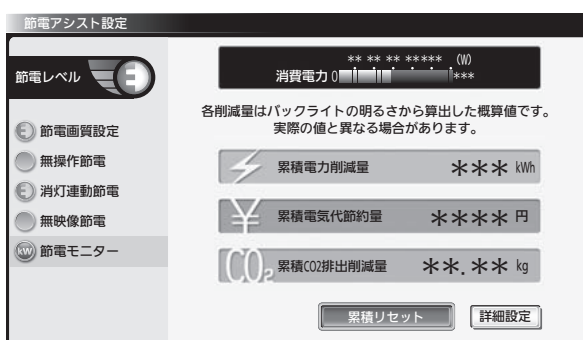 節電アシスト設定
節電レベル E
E 節電画質設定
無操作節電
E 消灯連動節電
無映像節電
kW 節電モニター
** ** ** ***** (W)
消費電力 0 ***
各削減量はバックライトの明るさから算出した概算値です。
実際の値と異なる場合があります。
累積電力削減量 *** kWh
¥ 累積電気代節約量 **** 円
CO2 累積CO2排出削減量 **.** kg
累積リセット 詳細設定